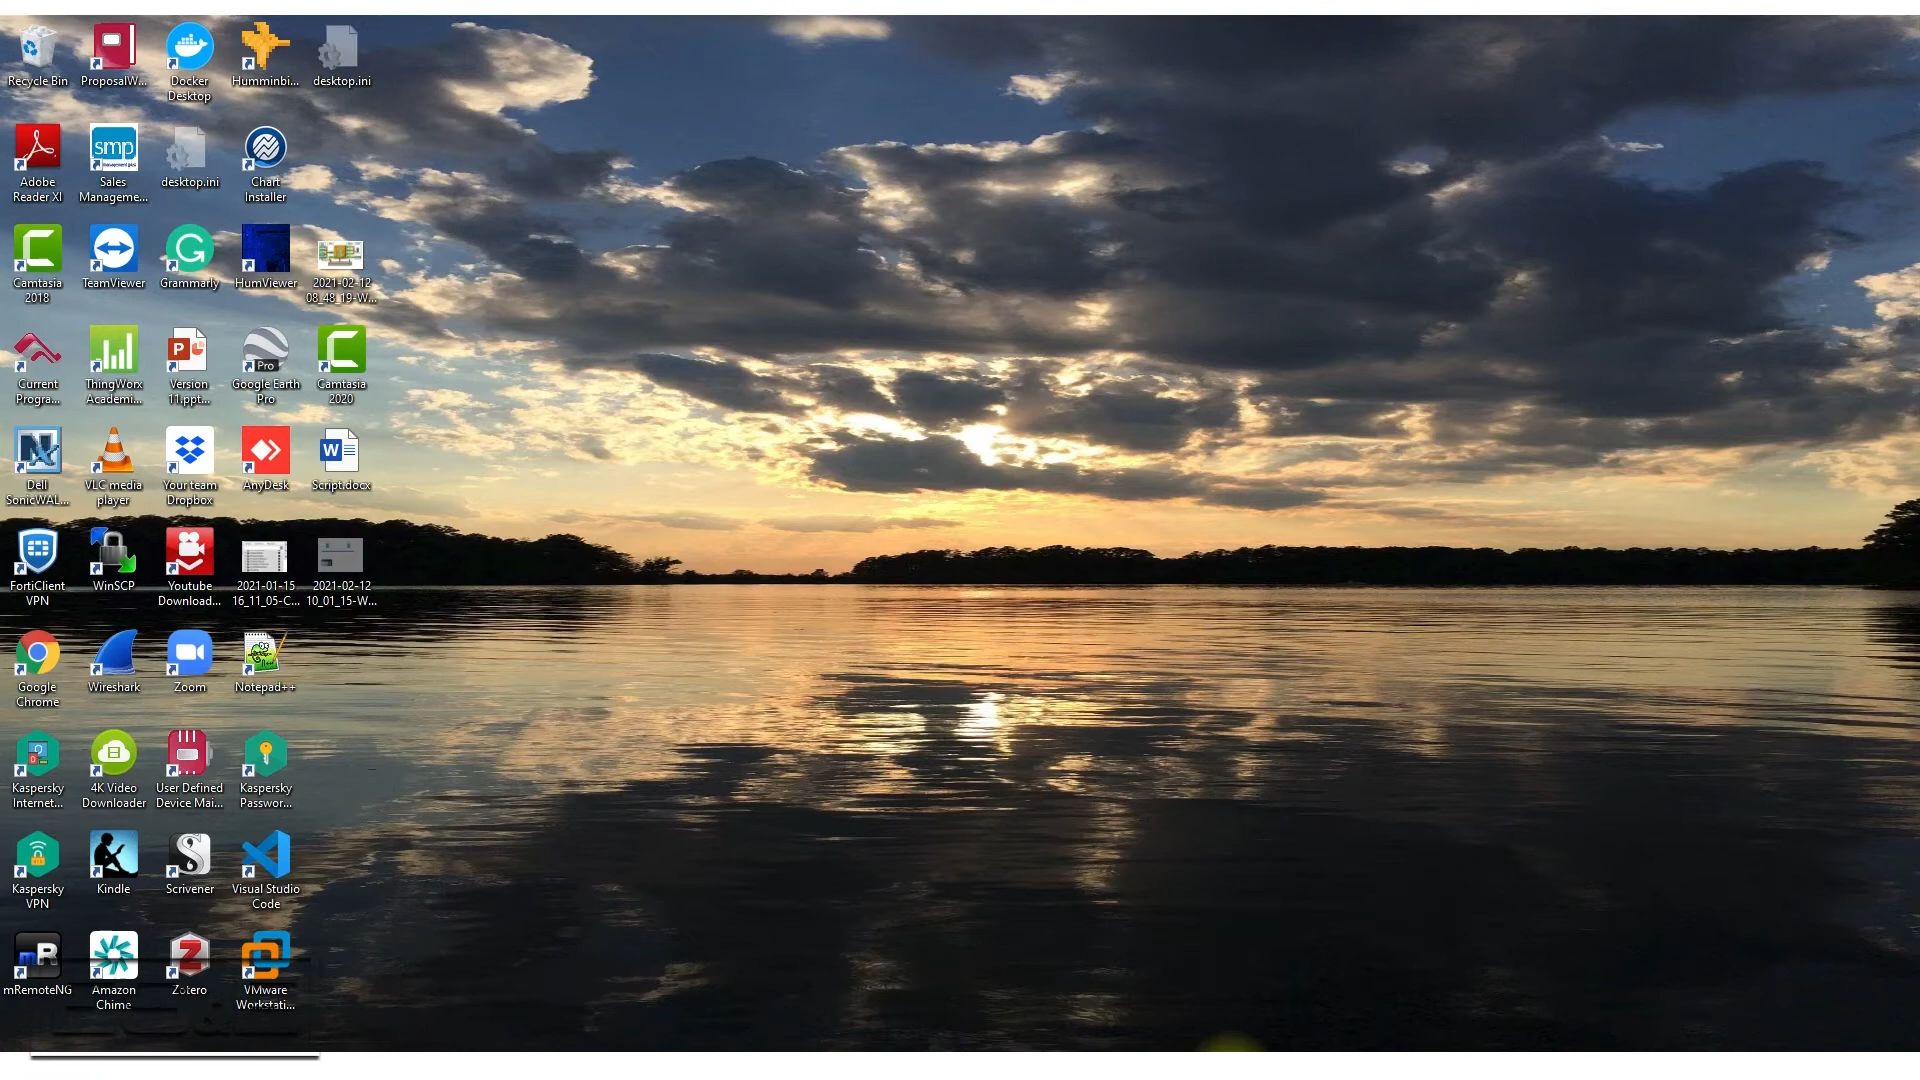 Recycle Bin
ProposalW...
Docker
Desktop
Humminbi...
desktop.ini
Adobe
Reader XI
smp
Sales
Manageme...
desktop.ini
Chart
Installer
Camtasia
2018
TeamViewer
Grammarly
HumViewer
2021-02-12
08_48_19-W...
Current
Progra...
ThingWorx
Academi...
Version
11.ppt...
Pro
Google Earth
Pro
Camtasia
2020
Dell
SonicWAL...
VLC media
player
Your team
Dropbox
AnyDesk
Script.docx
FortiClient
VPN
WinSCP
Youtube
Download...
2021-01-15
16_11_05-C...
2021-02-12
10_01_15-W...
Google
Chrome
Wireshark
Zoom
Notepad++
Kaspersky
Internet...
4K Video
Downloader
User Defined
Device Mai...
Kaspersky
Passwor...
Kaspersky
VPN
Kindle
Scrivener
Visual Studio
Code
mR
mRemoteNG
Amazon
Chime
Zotero
VMware
Workstati...